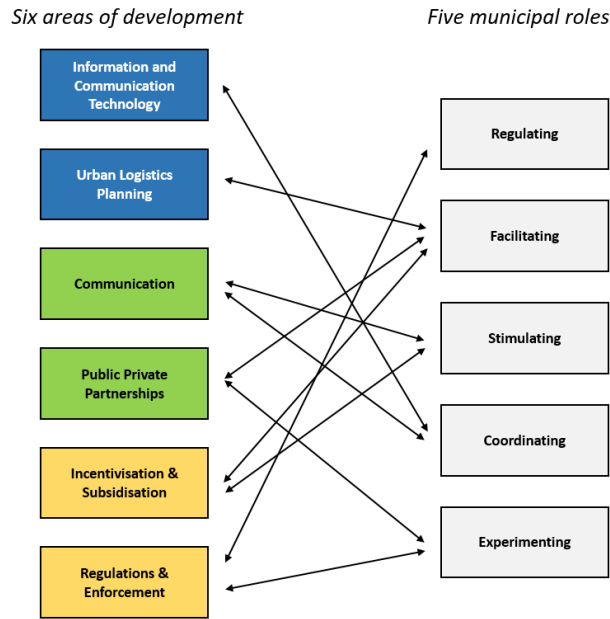 Six areas of development
Five municipal roles
Information and
Communication
Technology
Urban Logistics
Planning
Communication
Public Private
Partnerships
Incentivisation &
Subsidisation
Regulations &
Enforcement
Regulating
Facilitating
Stimulating
Coordinating
Experimenting